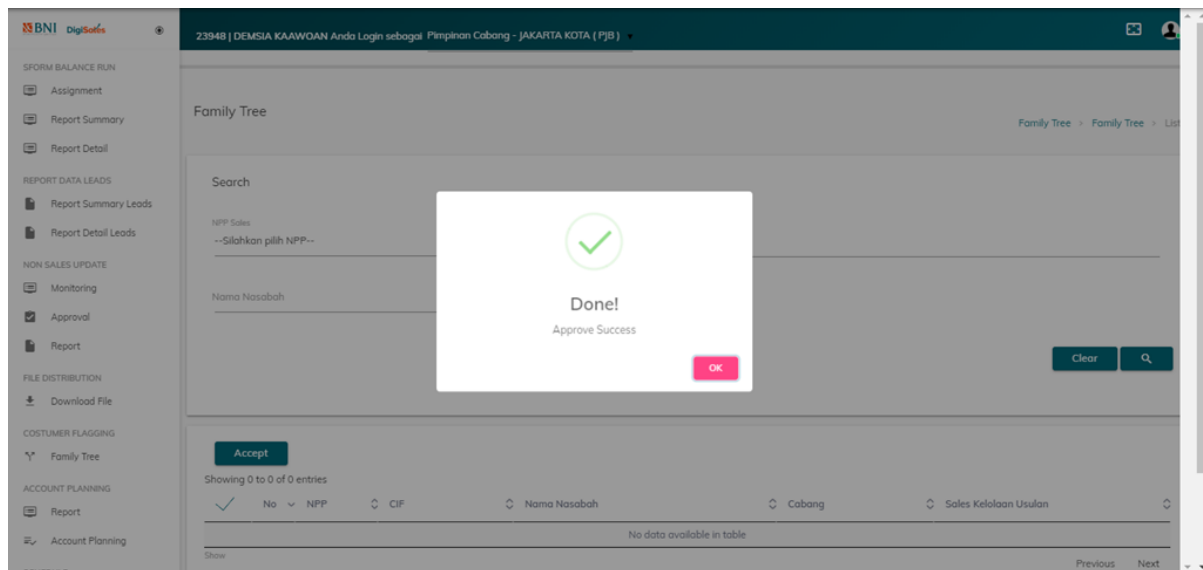 BNI DigiSales
23948 | DEMSIA KAAWOAN Anda Login sebagai Pimpinan Cabang - JAKARTA KOTA ( PJB )
SFORM BALANCE RUN
Assignment
Report Summary
Report Detail
REPORT DATA LEADS
Report Summary Leads
Report Detail Leads
NON SALES UPDATE
Monitoring
Approval
Report
FILE DISTRIBUTION
Download File
COSTUMER FLAGGING
Family Tree
ACCOUNT PLANNING
Report
Account Planning
Family Tree
Family Tree > Family Tree > List
Search
NPP Sales
--Silahkan pilih NPP--
Nama Nasabah
Clear
Done!
Approve Success
OK
Accept
Showing 0 to 0 of 0 entries
No NPP CIF Nama Nasabah Cabang Sales Kelolaan Usulan
No data available in table
Show
Previous Next